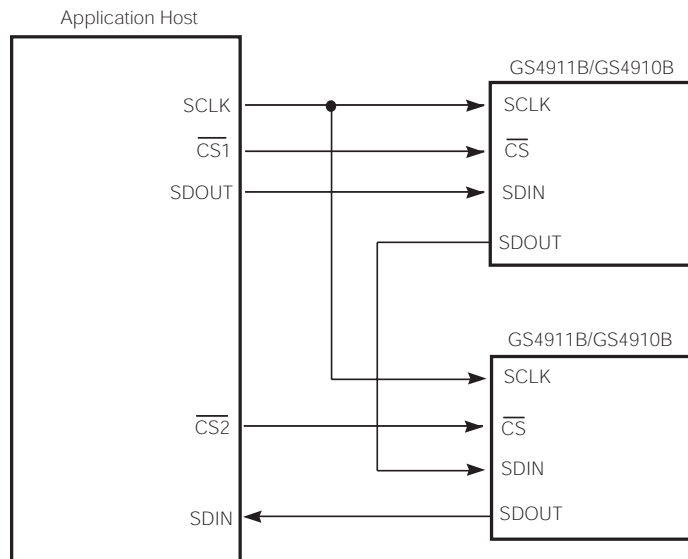 Application Host
SCLK
CS1
SDOUT
CS2
SDIN
GS4911B/GS4910B
SCLK
CS
SDIN
SDOUT
GS4911B/GS4910B
SCLK
CS
SDIN
SDOUT